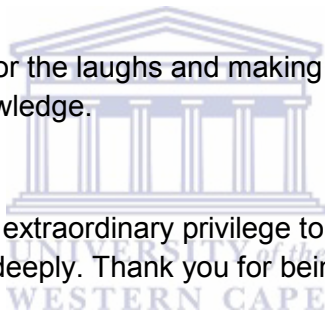 or the laughs and making
wledge.
extraordinary privilege to
UNIVERSITY of the
deeply. Thank you for bein
WESTERN CAPE